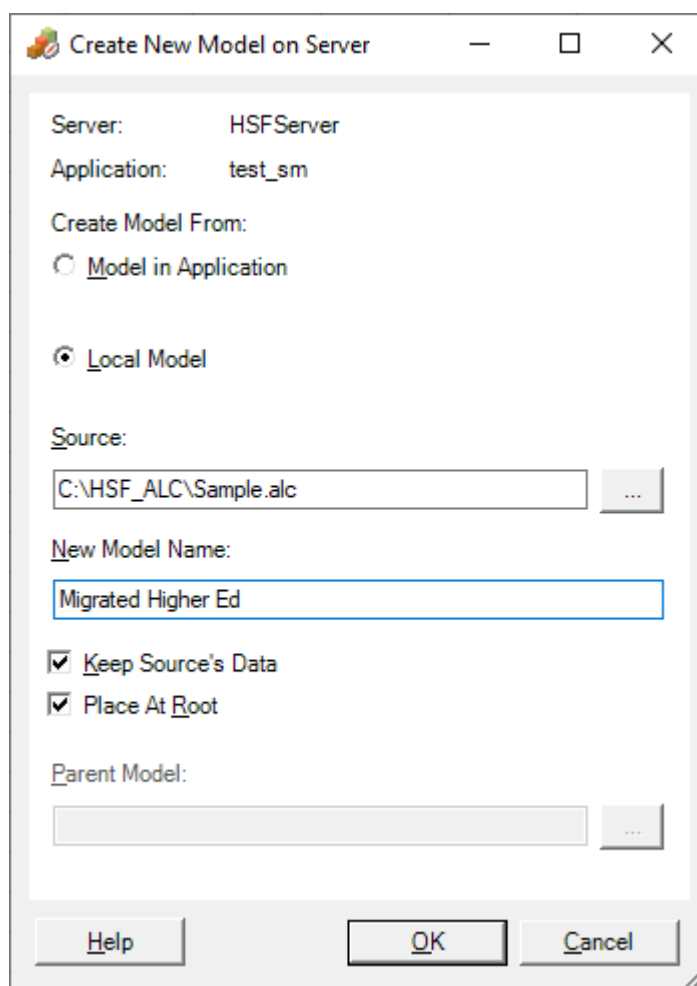 Create New Model on Server
Server: HSFServer
Application: test_sm
Create Model From:
Model in Application
Local Model
Source:
C:\HSF_ALC\Sample.alc ...
New Model Name:
Migrated Higher Ed
Keep Source's Data
Place At Root
Parent Model:
...
Help OK Cancel